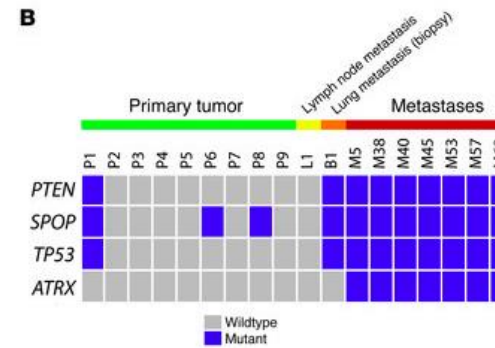 B
Lymph node metastasis
Lung metastasis (biopsy)
Primary tumor
Metastases
P1 P2 P3 P4 P5 P6 P7 P8 P9 L1 B1 M5 M38 M40 M45 M53 M57
PTEN
SPOP
TP53
ATRX
Wildtype
Mutant